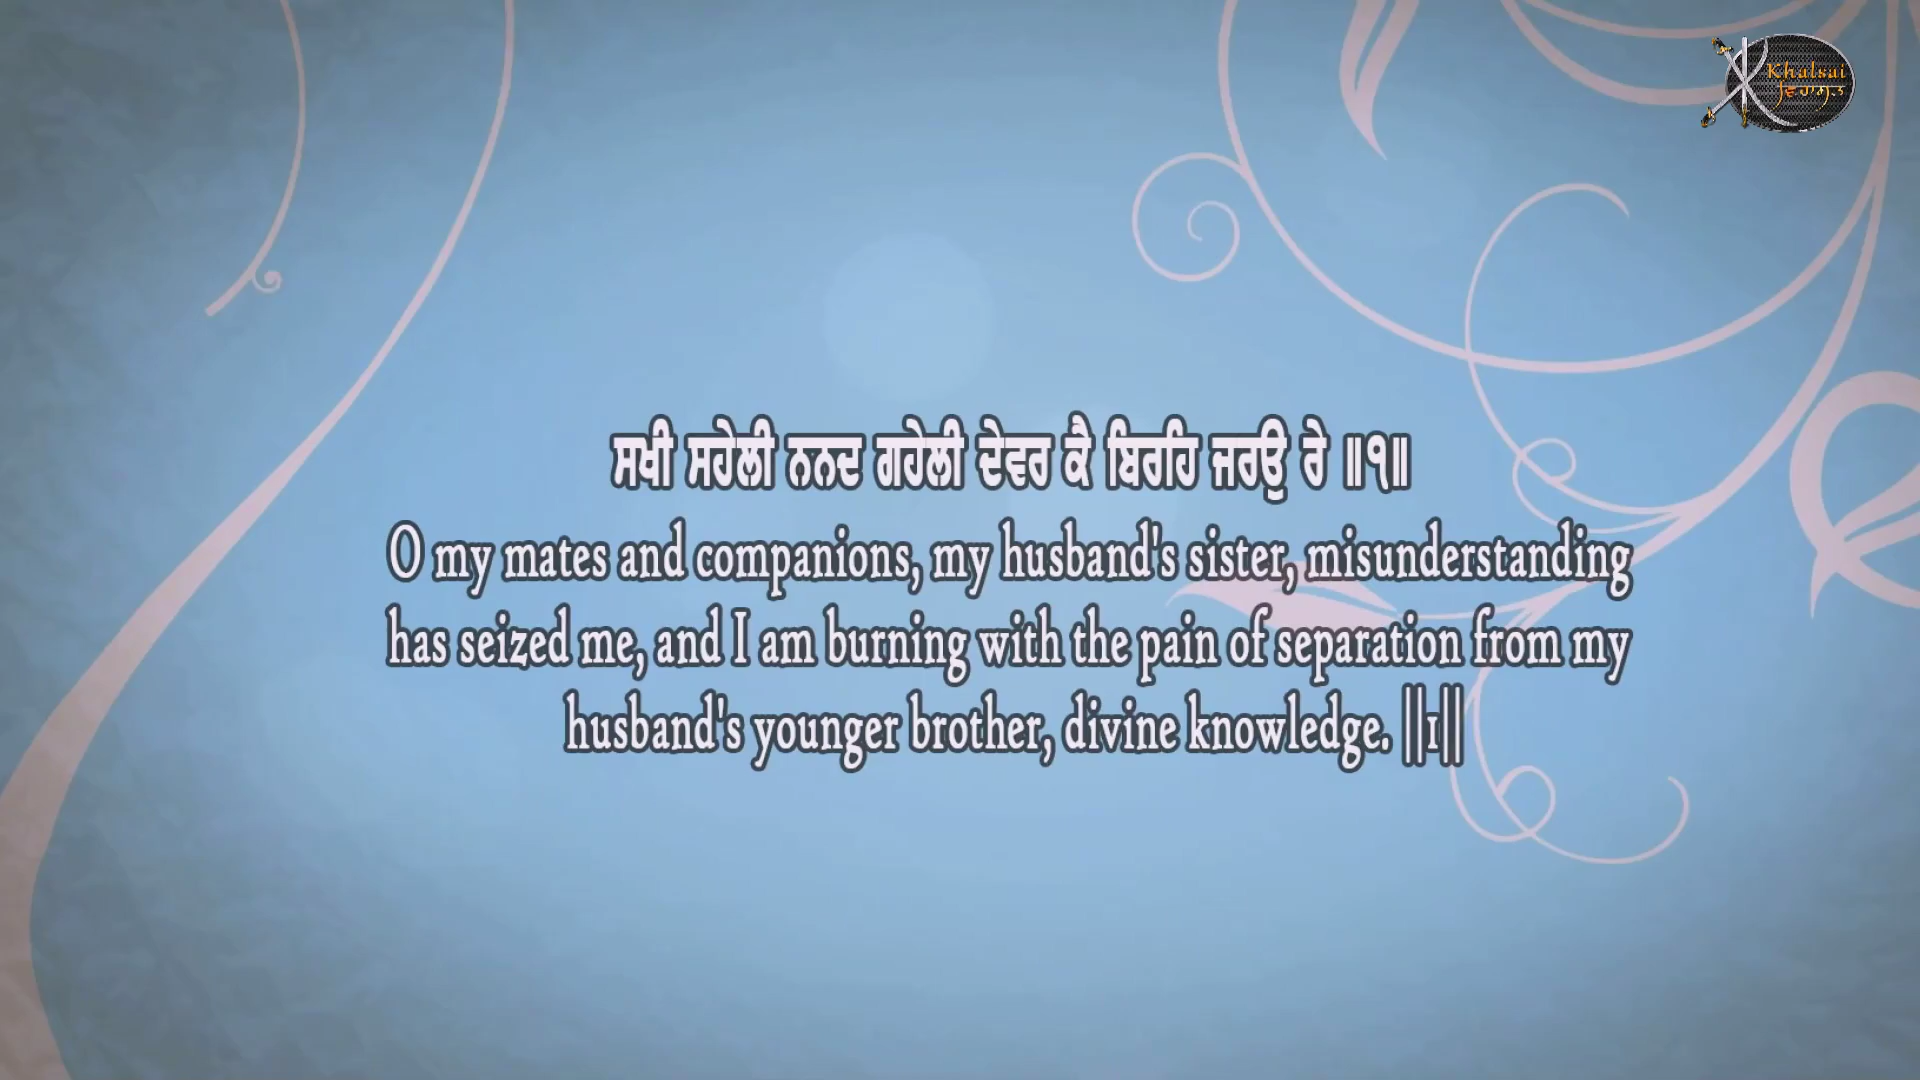 Khalsai
ਵਿਰਾਸਤ
ਸਖੀ ਸਹੇਲੀ ਨਨਦ ਗਹੇਲੀ ਦੇਵਰ ਕੈ ਬਿਰਹਿ ਜਰਉ ਰੇ ॥੧॥
O my mates and companions, my husband's sister, misunderstanding
has seized me, and I am burning with the pain of separation from my
husband's younger brother, divine knowledge. ||1||